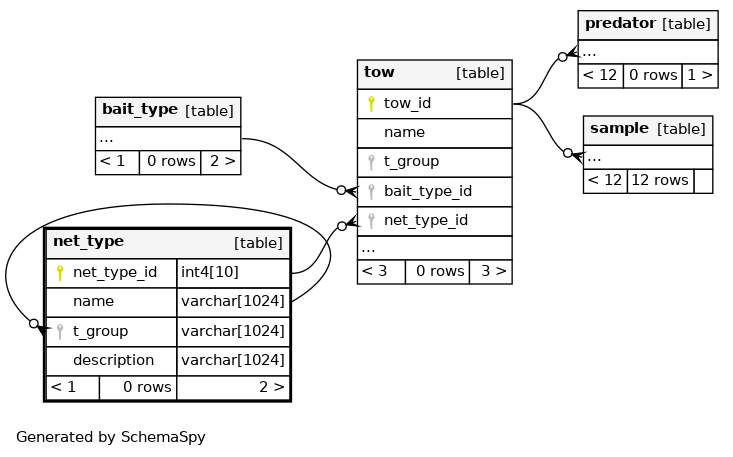 predator [table]
...
< 12 0 rows 1 >
tow [table]
tow_id
name
t_group
bait_type_id
net_type_id
...
< 3 0 rows 3 >
sample [table]
...
< 12 12 rows
bait_type [table]
...
< 1 0 rows 2 >
net_type [table]
net_type_id int4[10]
name varchar[1024]
t_group varchar[1024]
description varchar[1024]
< 1 0 rows 2 >
Generated by SchemaSpy